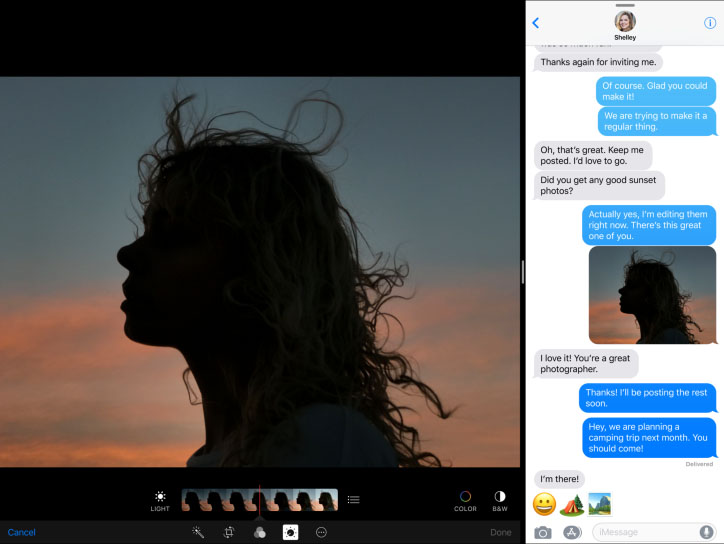 Shelley
Thanks again for inviting me.
Of course. Glad you could
make it!
We are trying to make it a
regular thing.
Oh, that's great. Keep me
posted. I'd love to go.
Did you get any good sunset
photos?
Actually yes, I'm editing them
right now. There's this great
one of you.
I love it! You're a great
photographer.
Thanks! I'll be posting the rest
soon.
Hey, we are planning a
camping trip next month. You
should come!
Delivered
I'm there!
iMessage
LIGHT
COLOR
B&W
Cancel
Done